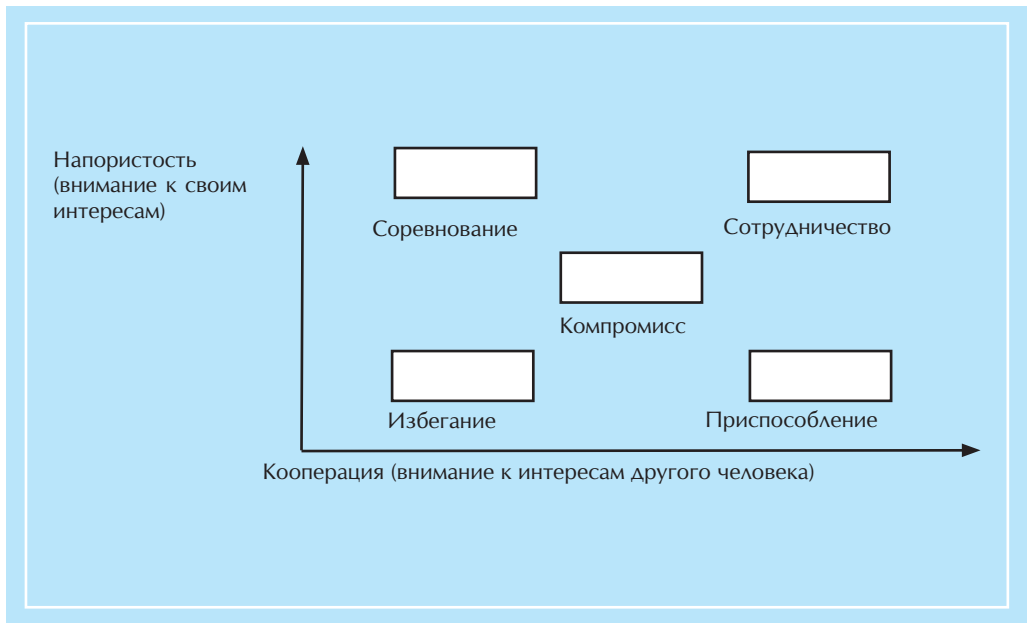 Напористость
(внимание к своим
интересам)
Соревнование
Сотрудничество
Компромисс
Избегание
Приспособление
Кооперация (внимание к интересам другого человека)